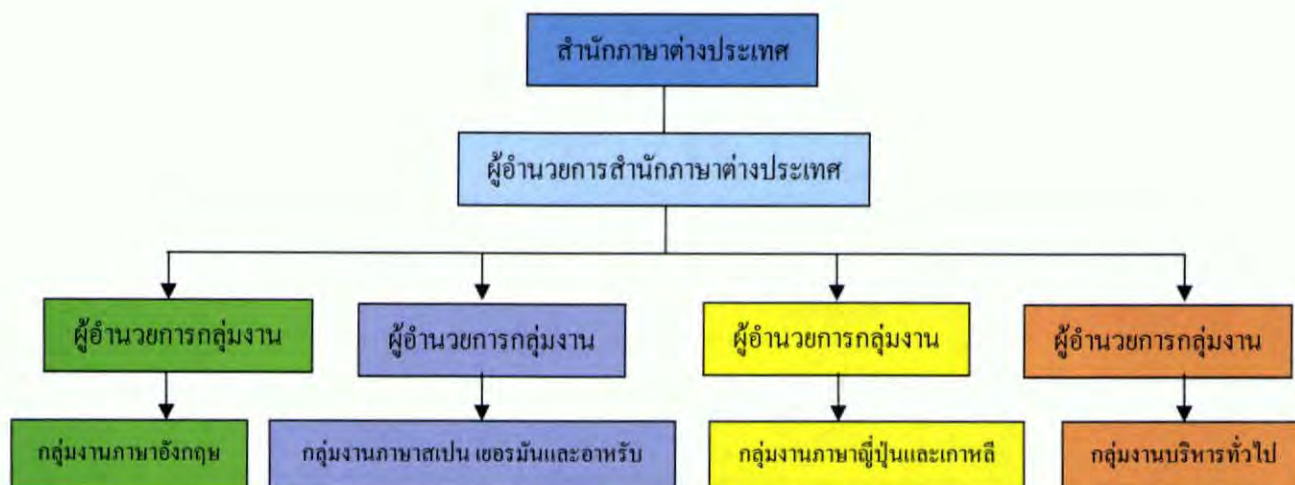 สำนักภาษาต่างประเทศ
ผู้อำนวยการสำนักภาษาต่างประเทศ
ผู้อำนวยการกลุ่มงาน
ผู้อำนวยการกลุ่มงาน
ผู้อำนวยการกลุ่มงาน
ผู้อำนวยการกลุ่มงาน
กลุ่มงานภาษาอังกฤษ
กลุ่มงานภาษาสเปน เยอรมันและอาหรับ
กลุ่มงานภาษาญี่ปุ่นและเกาหลี
กลุ่มงานบริหารทั่วไป